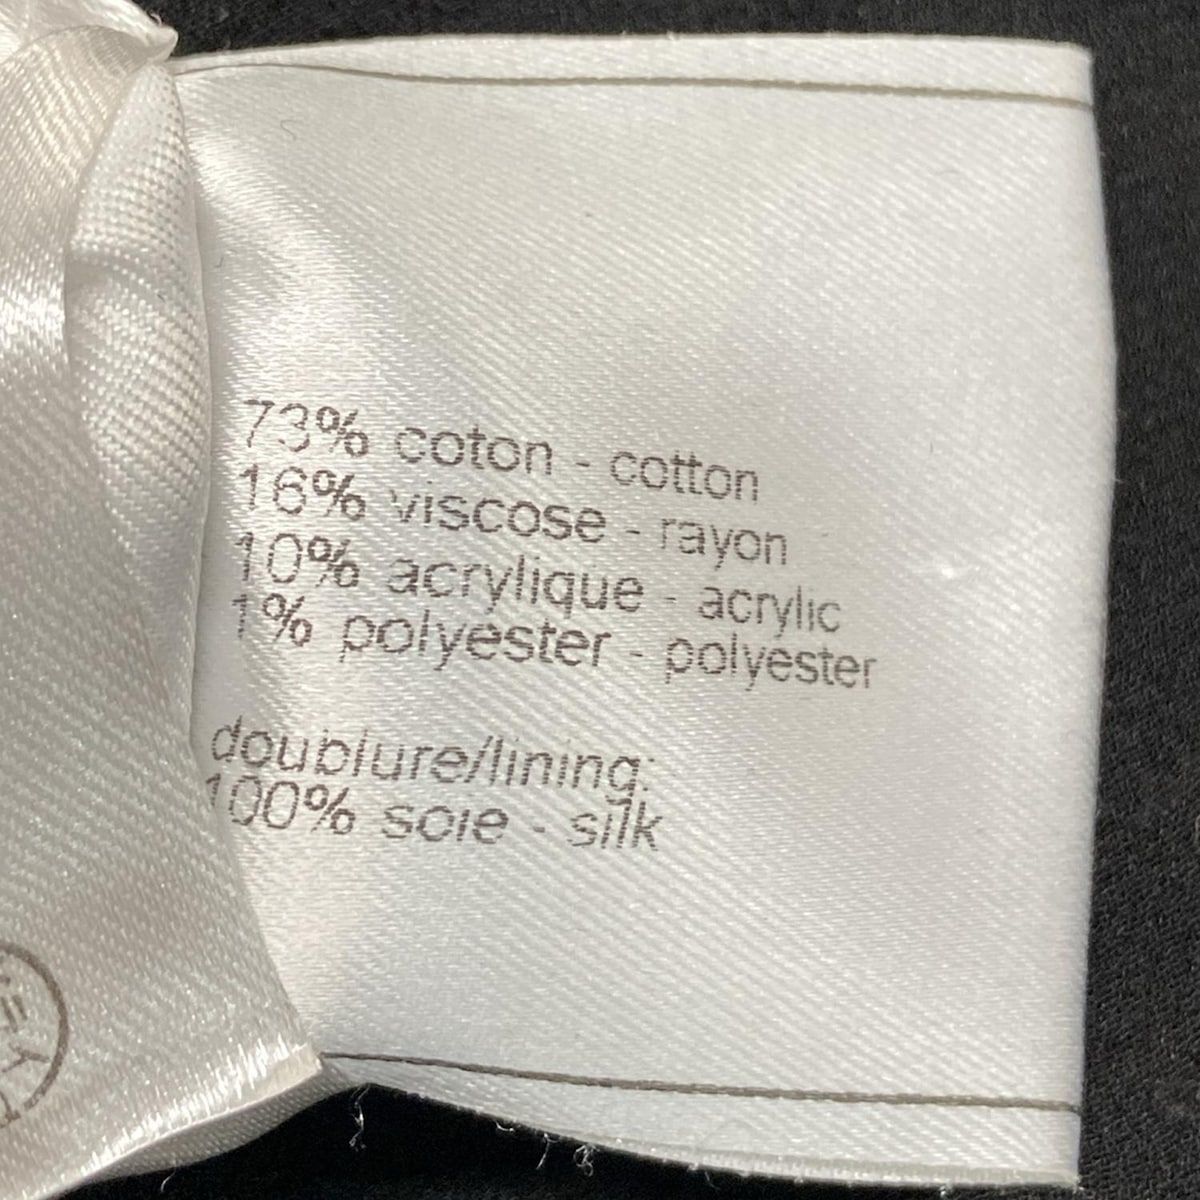 73% coton - cotton
16% viscose - rayon
10% acrylique - acrylic
1% polyester - polyester
doublure/lining:
100% soie - silk